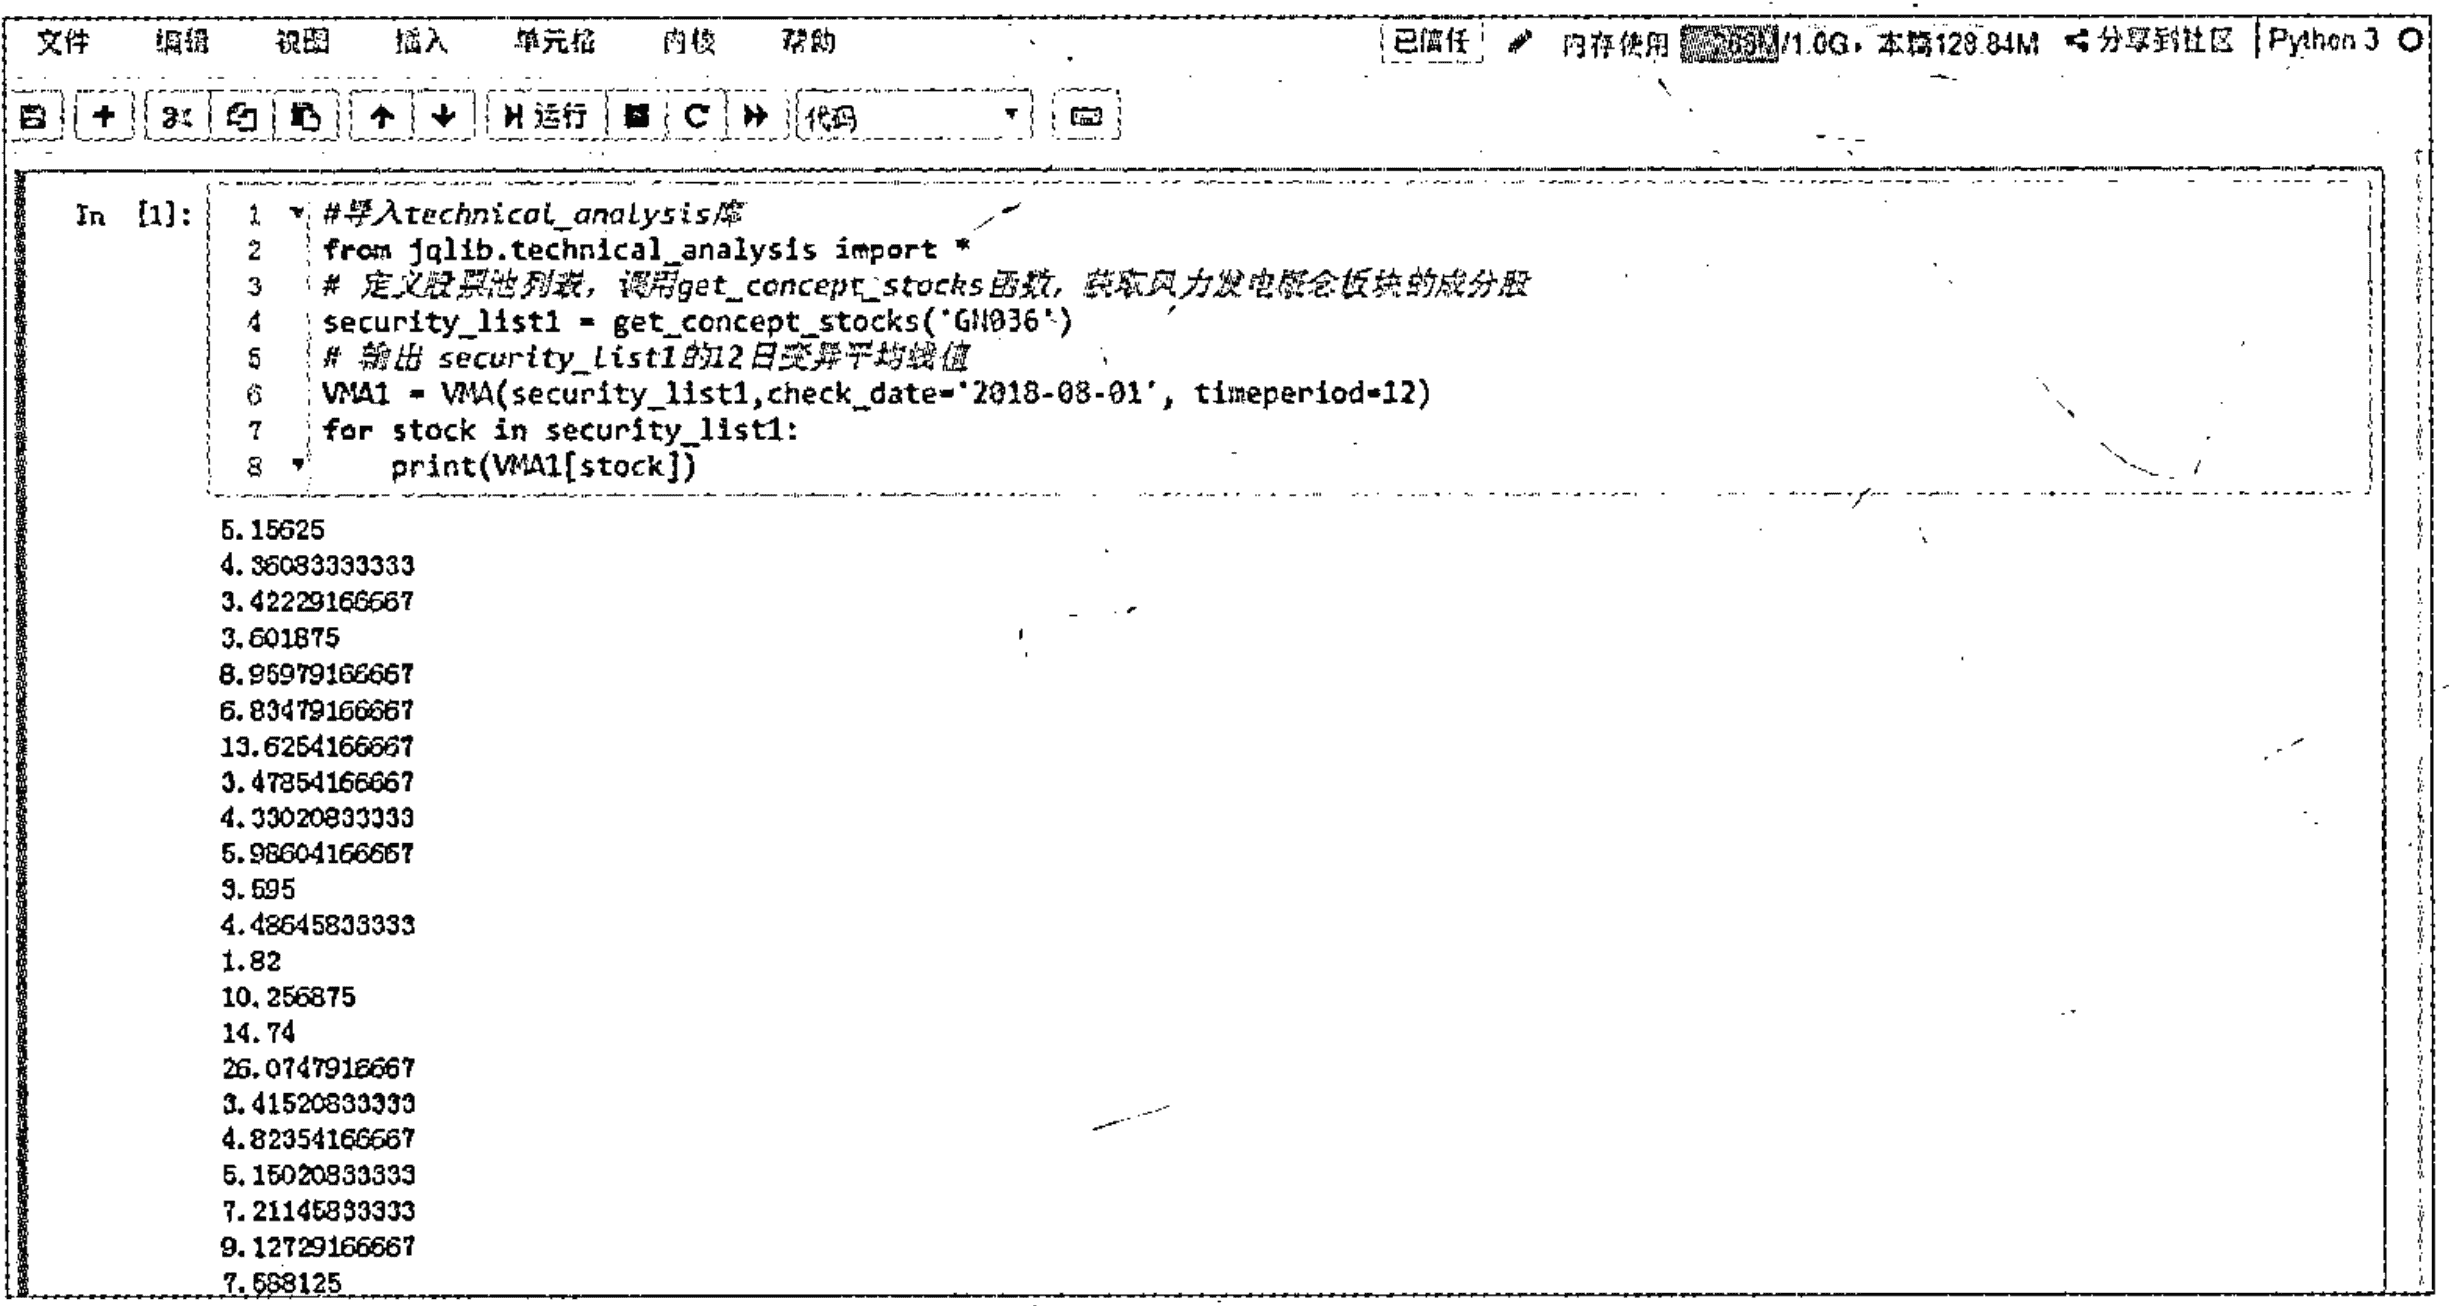 文件 编辑 视图 插入 单元格 内核 帮助 已信任 内存使用 /1.0G, 本篇128.84M 分享到社区 Python 3
运行 代码
In [1]:
1 #导入technical_analysis库
2 from jqlib.technical_analysis import *
3 # 定义股票池列表，调用get_concept_stocks函数，获取风力发电概念板块的成分股
4 security_list1 = get_concept_stocks('GN036')
5 # 输出 security_list1的12日变异平均线值
6 VMA1 = VMA(security_list1,check_date='2018-08-01', timeperiod=12)
7 for stock in security_list1:
8 print(VMA1[stock])
5.15625
4.36083333333
3.42229166667
3.601875
8.95979166667
6.83479166667
13.6254166667
3.47854166667
4.33020833333
5.98604166667
3.595
4.48645833333
1.82
10.256875
14.74
26.0747916667
3.41520833333
4.82354166667
5.15020833333
7.21145833333
9.12729166667
7.588125